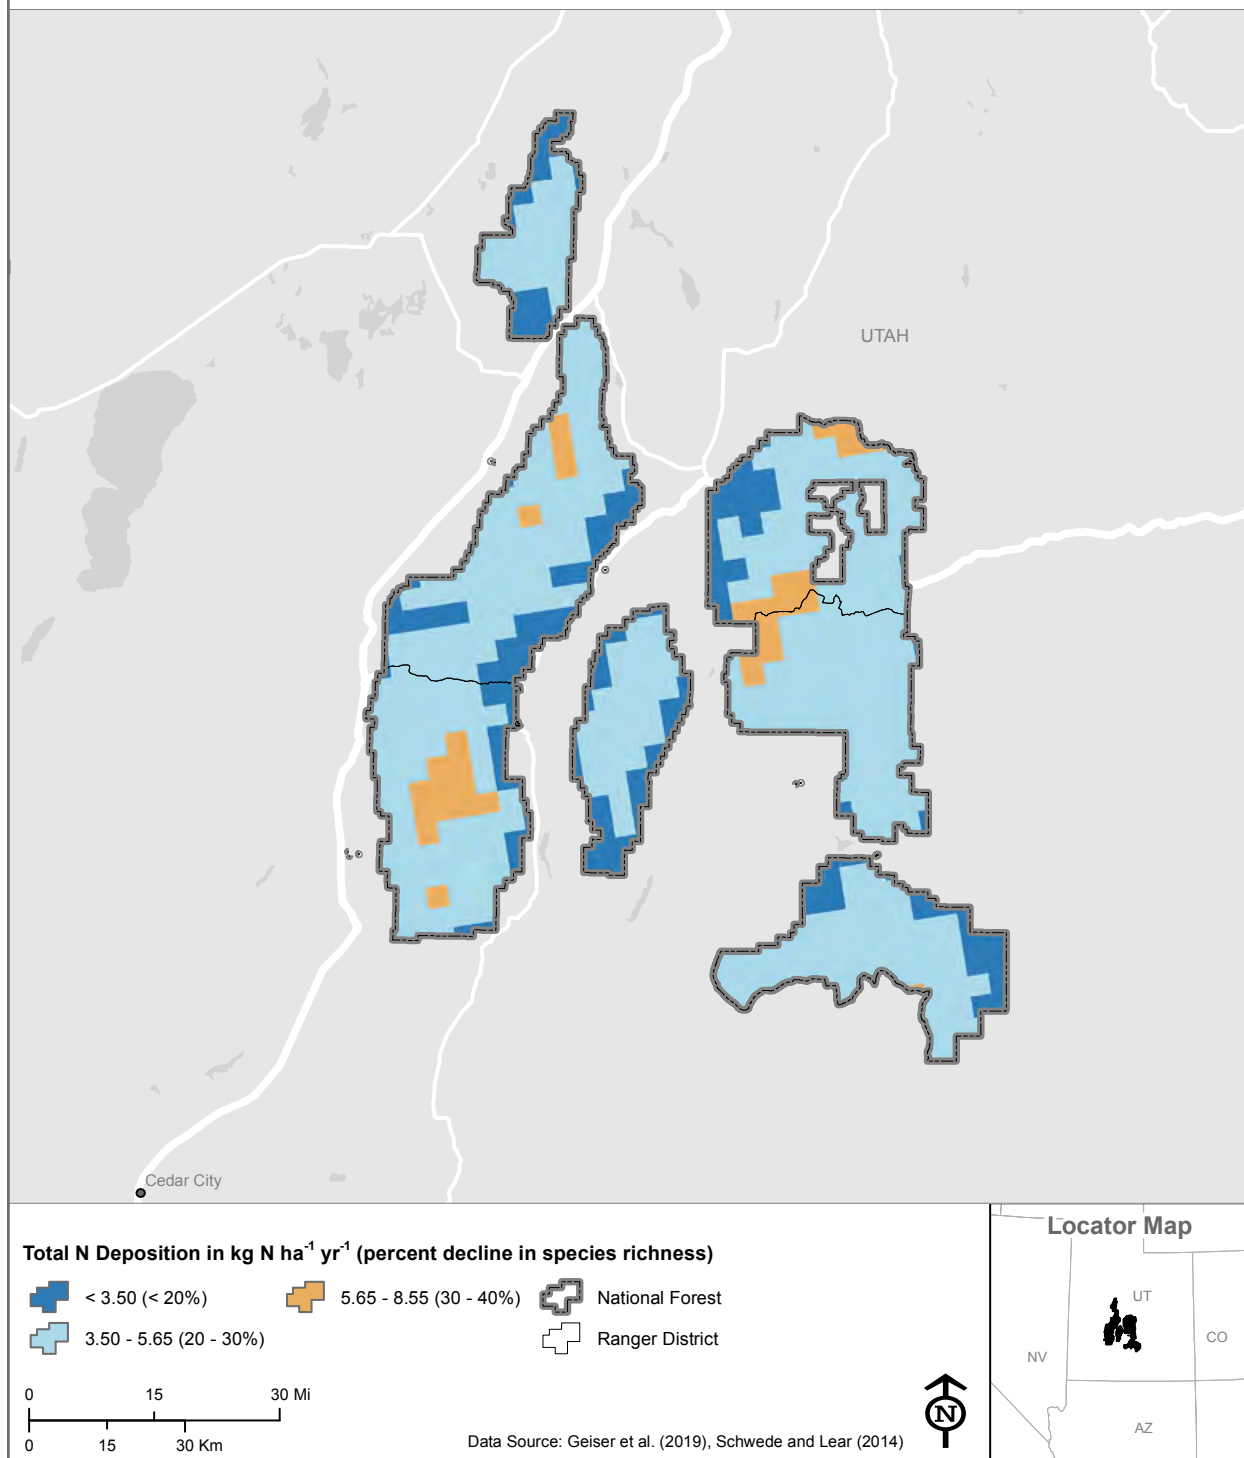 UTAH
Cedar City
Total N Deposition in kg N ha⁻¹ yr⁻¹ (percent decline in species richness)
< 3.50 (< 20%)
5.65 - 8.55 (30 - 40%)
National Forest
3.50 - 5.65 (20 - 30%)
Ranger District
0 15 30 Mi
0 15 30 Km
Data Source: Geiser et al. (2019), Schwede and Lear (2014)
N
Locator Map
UT
CO
NV
AZ